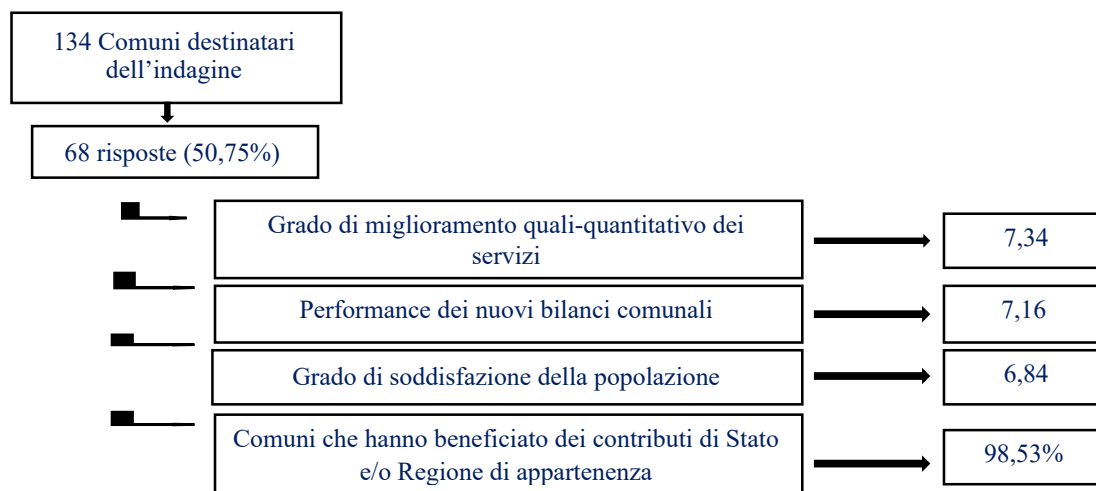 134 Comuni destinatari
dell’indagine
68 risposte (50,75%)
Grado di miglioramento quali-quantitativo dei
servizi
7,34
Performance dei nuovi bilanci comunali
7,16
Grado di soddisfazione della popolazione
6,84
Comuni che hanno beneficiato dei contributi di Stato
e/o Regione di appartenenza
98,53%